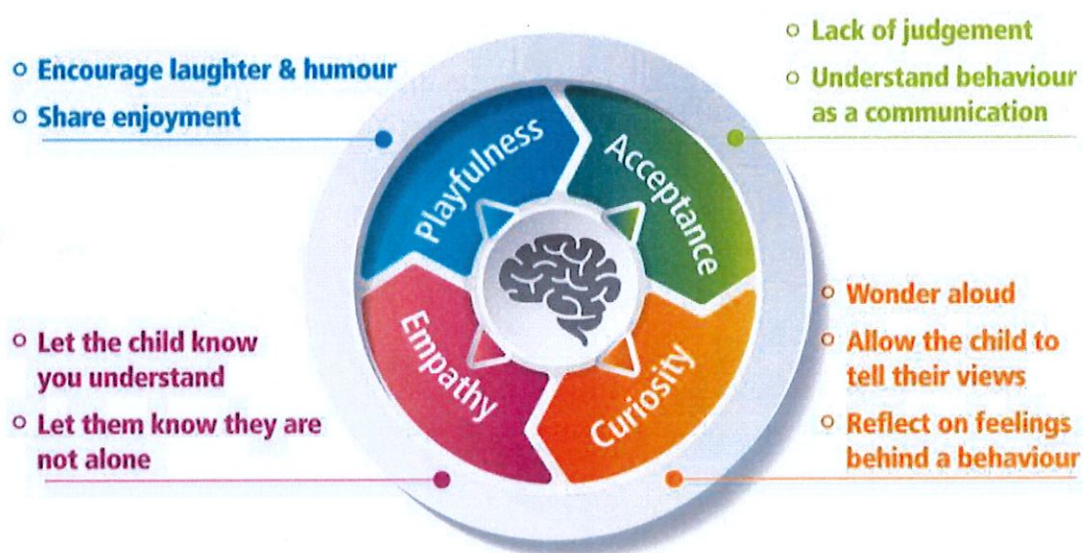 Encourage laughter & humour
Share enjoyment
Lack of judgement
Understand behaviour
as a communication
Playfulness
Acceptance
Empathy
Curiosity
Let the child know
you understand
Let them know they are
not alone
Wonder aloud
Allow the child to
tell their views
Reflect on feelings
behind a behaviour